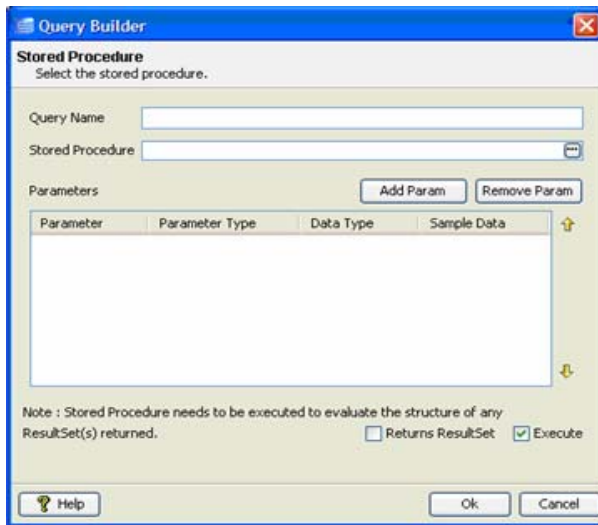 Query Builder
Stored Procedure
Select the stored procedure.
Query Name
Stored Procedure
Parameters
Add Param
Remove Param
Parameter
Parameter Type
Data Type
Sample Data
Note : Stored Procedure needs to be executed to evaluate the structure of any
ResultSet(s) returned.
Returns ResultSet
Execute
Help
Ok
Cancel